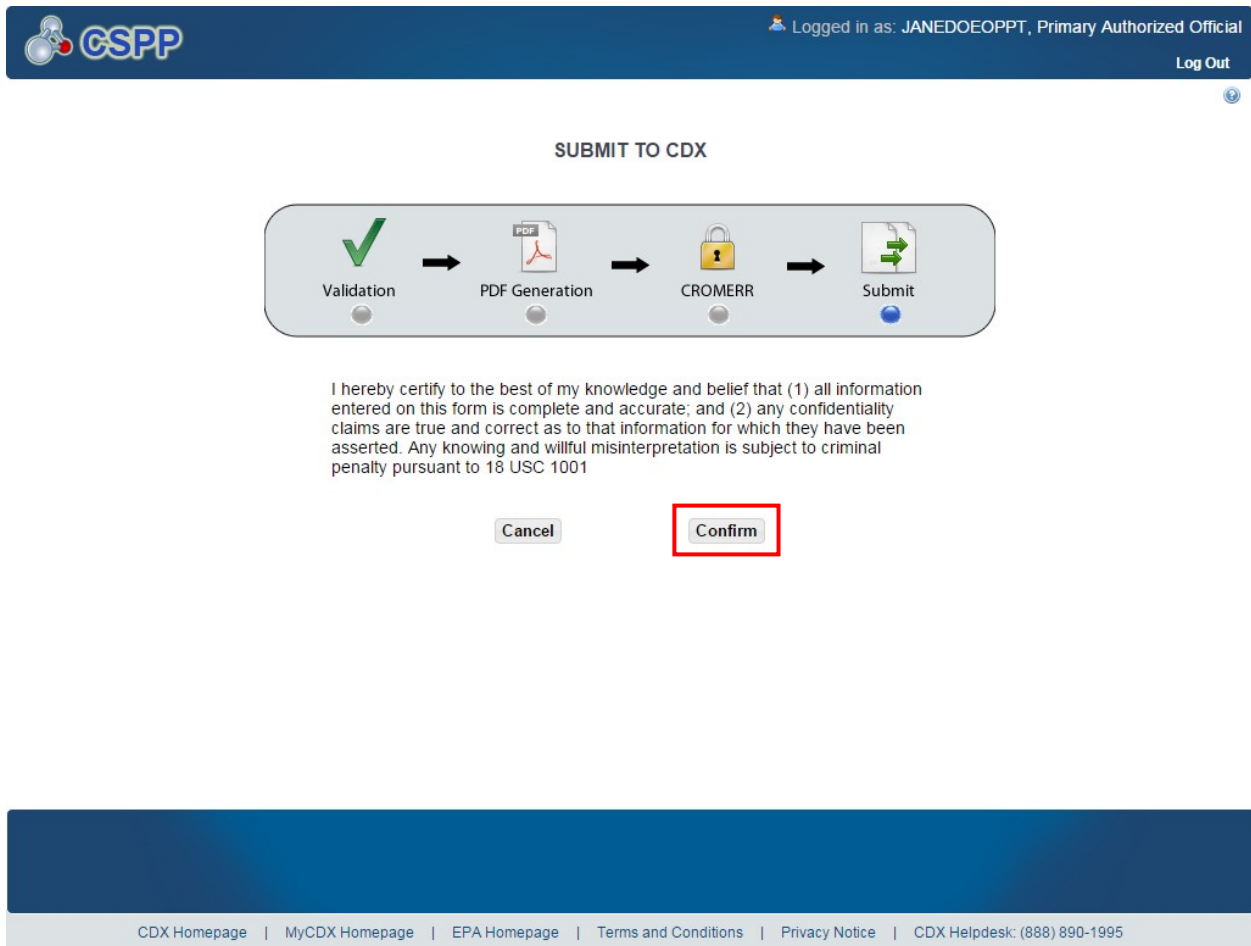 CSPP
Logged in as: JANEDOEOPPT, Primary Authorized Official
Log Out
?
SUBMIT TO CDX
PDF
Validation
PDF Generation
CROMERR
Submit
I hereby certify to the best of my knowledge and belief that (1) all information
entered on this form is complete and accurate; and (2) any confidentiality
claims are true and correct as to that information for which they have been
asserted. Any knowing and willful misinterpretation is subject to criminal
penalty pursuant to 18 USC 1001
Cancel
Confirm
CDX Homepage | MyCDX Homepage | EPA Homepage | Terms and Conditions | Privacy Notice | CDX Helpdesk: (888) 890-1995